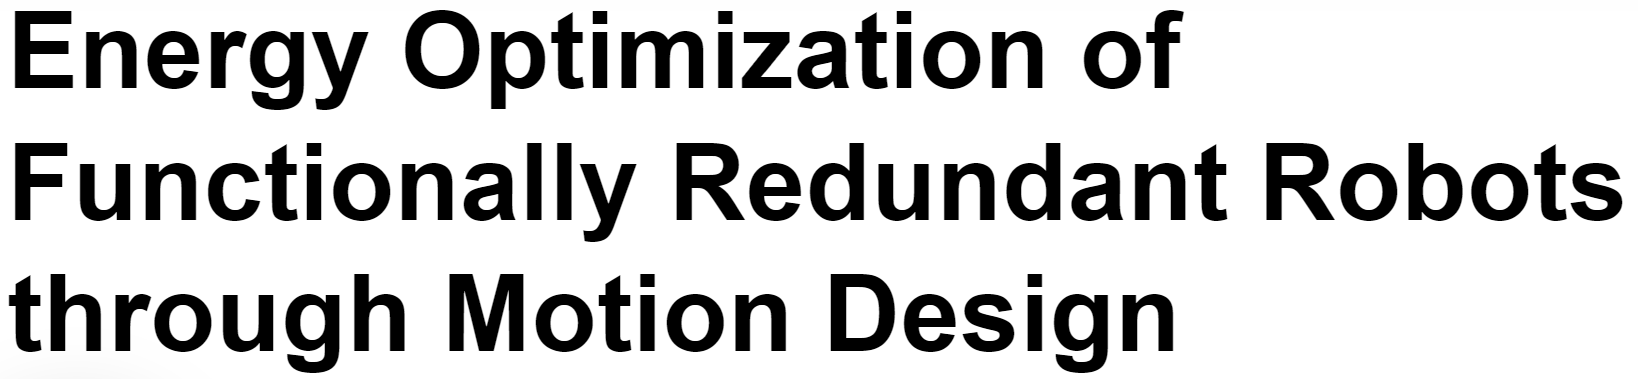 Energy Optimization of
Functionally Redundant Robots
through Motion Design